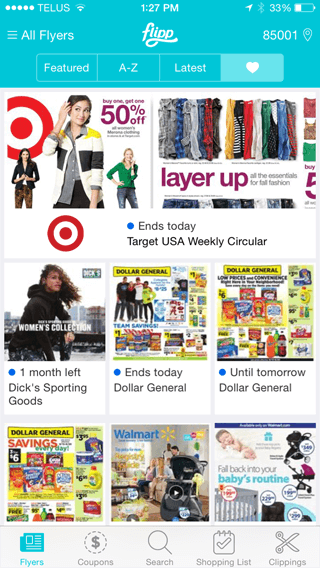 TELUS 1:27 PM 33%
All Flyers flipp 85001
Featured A-Z Latest
buy one, get one
50%
off
all women's
Merona clothing
layer up all the essentials
for fall fashion
Ends today
Target USA Weekly Circular
DICK'S
WOMEN'S COLLECTION
1 month left
Dick's Sporting
Goods
DOLLAR GENERAL
TEAM SAVINGS!
Ends today
Dollar General
DOLLAR GENERAL
LOW PRICES and CONVENIENCE
Right Here in Your Neighborhood!
Until tomorrow
Dollar General
DOLLAR GENERAL
SAVINGS
every day!
Walmart
Fall back into your
baby's routine
Flyers Coupons Search Shopping List Clippings